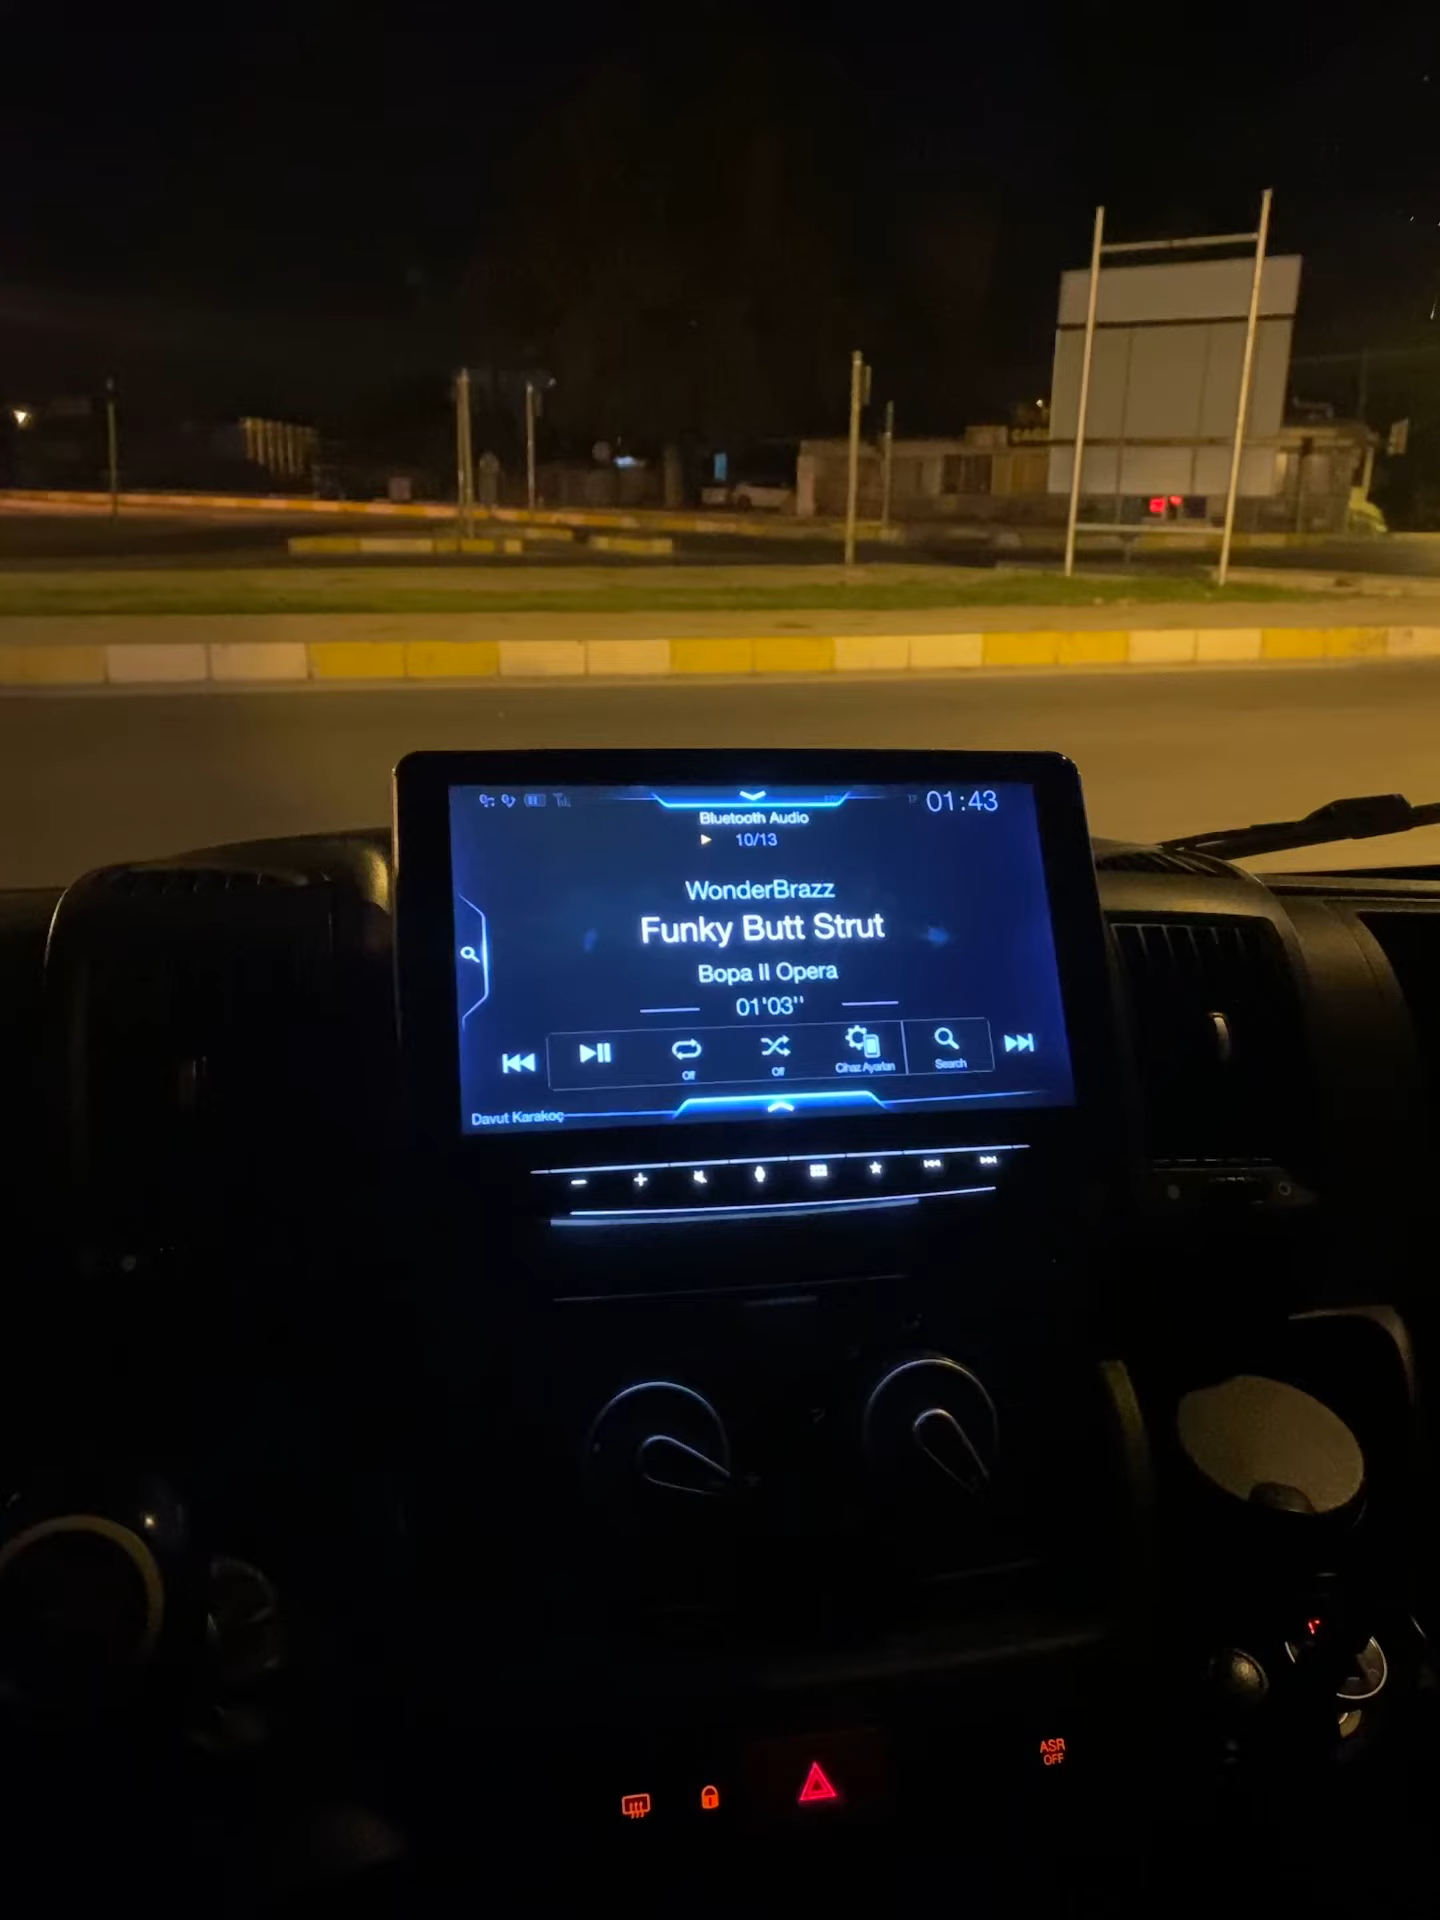 01:43
Bluetooth Audio
10/13
WonderBrazz
Funky Butt Strut
Bopa II Opera
01'03''
Off
Off
Cihaz Ayarları
Search
Davut Karakoç
ASR
OFF